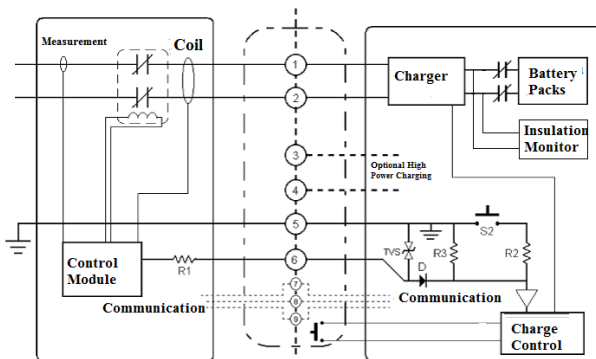 Measurement
Coil
1
2
3
4
5
6
7
8
9
Charger
Battery
Packs
Insulation
Monitor
Optional High
Power Charging
S2
TVS
R3
R2
D
Control
Module
R1
Communication
Communication
Charge
Control